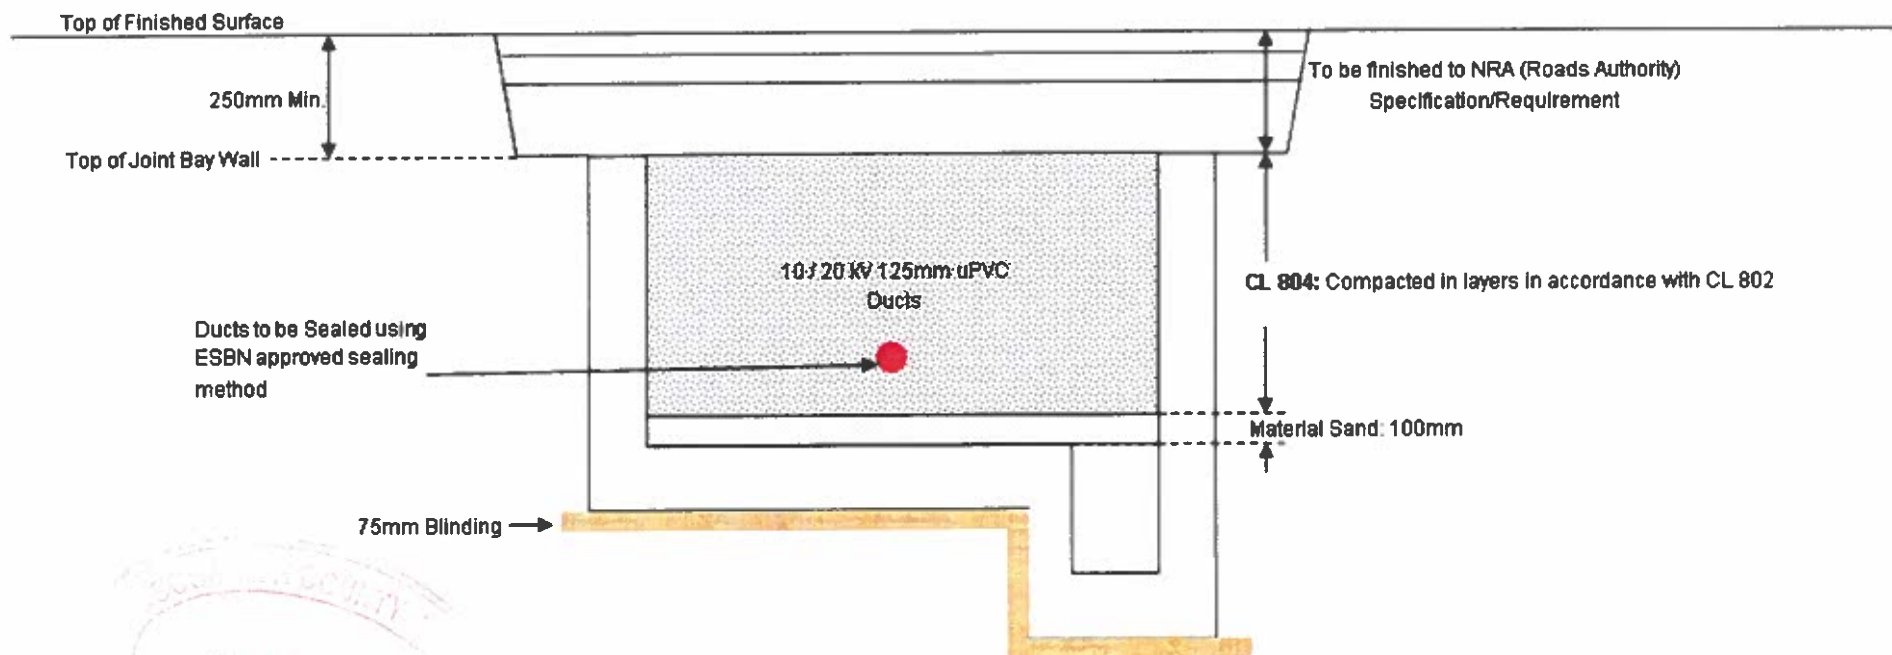 Top of Finished Surface
250mm Min.
To be finished to NRA (Roads Authority)
Specification/Requirement
Top of Joint Bay Wall
10 / 20 kV 125mm uPVC
Ducts
CL 804: Compacted in layers in accordance with CL 802
Ducts to be Sealed using
ESBN approved sealing
method
Material Sand: 100mm
75mm Blinding